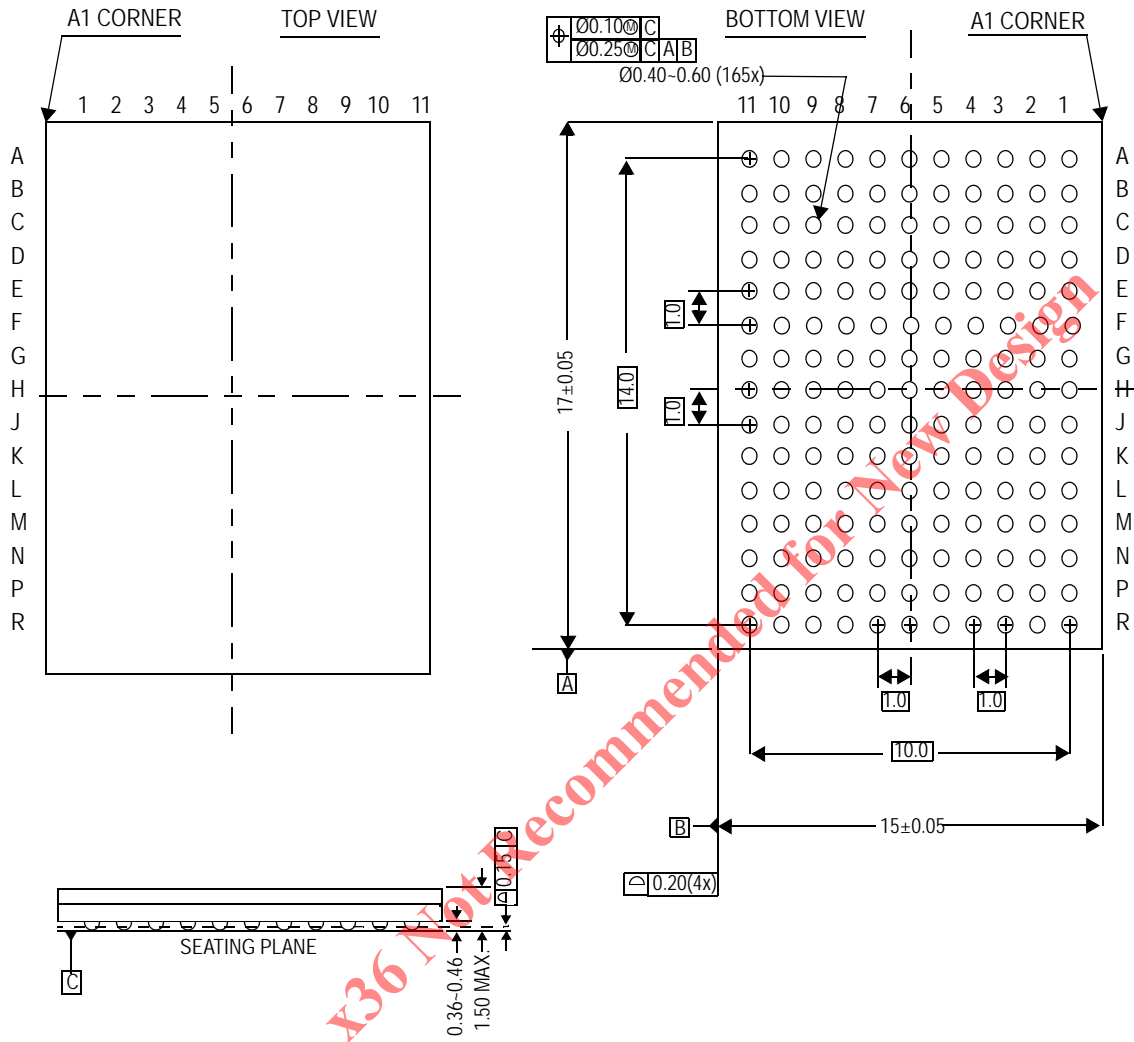 A1 CORNER
TOP VIEW
BOTTOM VIEW
A1 CORNER
Ø0.10Ⓜ C
Ø0.25Ⓜ C A B
Ø0.40~0.60 (165x)
1 2 3 4 5 6 7 8 9 10 11
11 10 9 8 7 6 5 4 3 2 1
A
B
C
D
E
F
G
H
J
K
L
M
N
P
R
A
B
C
D
E
F
G
H
J
K
L
M
N
P
R
17±0.05
14.0
1.0
1.0
A
1.0
1.0
10.0
B
15±0.05
0.20(4x)
0.15 C
SEATING PLANE
C
0.36~0.46
1.50 MAX.
x36 Not Recommended for New Design